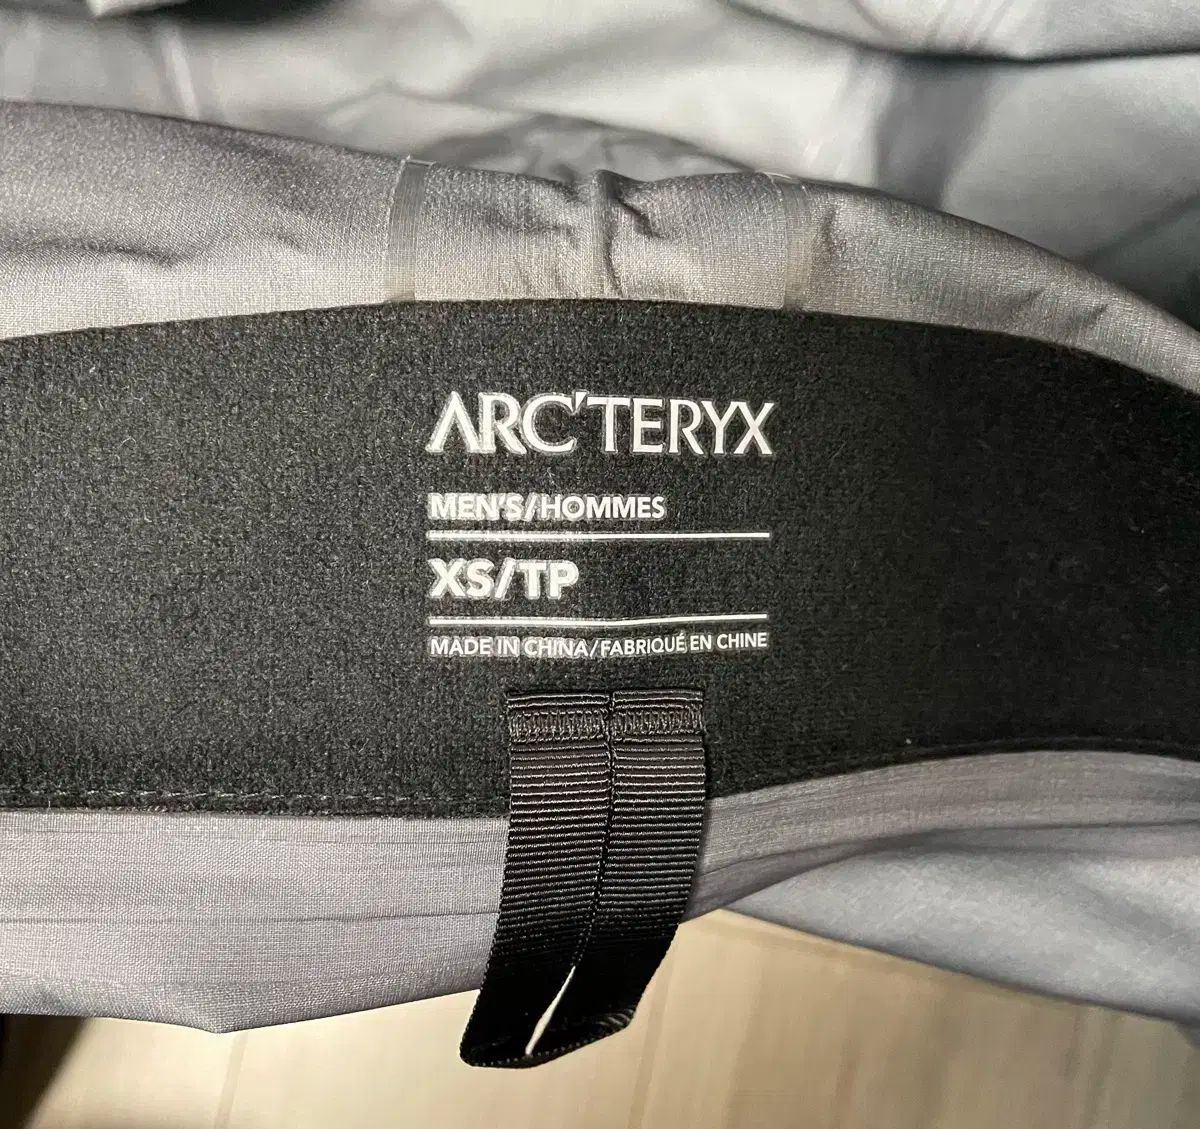 ARC'TERYX
MEN'S/HOMMES
XS/TP
MADE IN CHINA/FABRIQUÉ EN CHINE